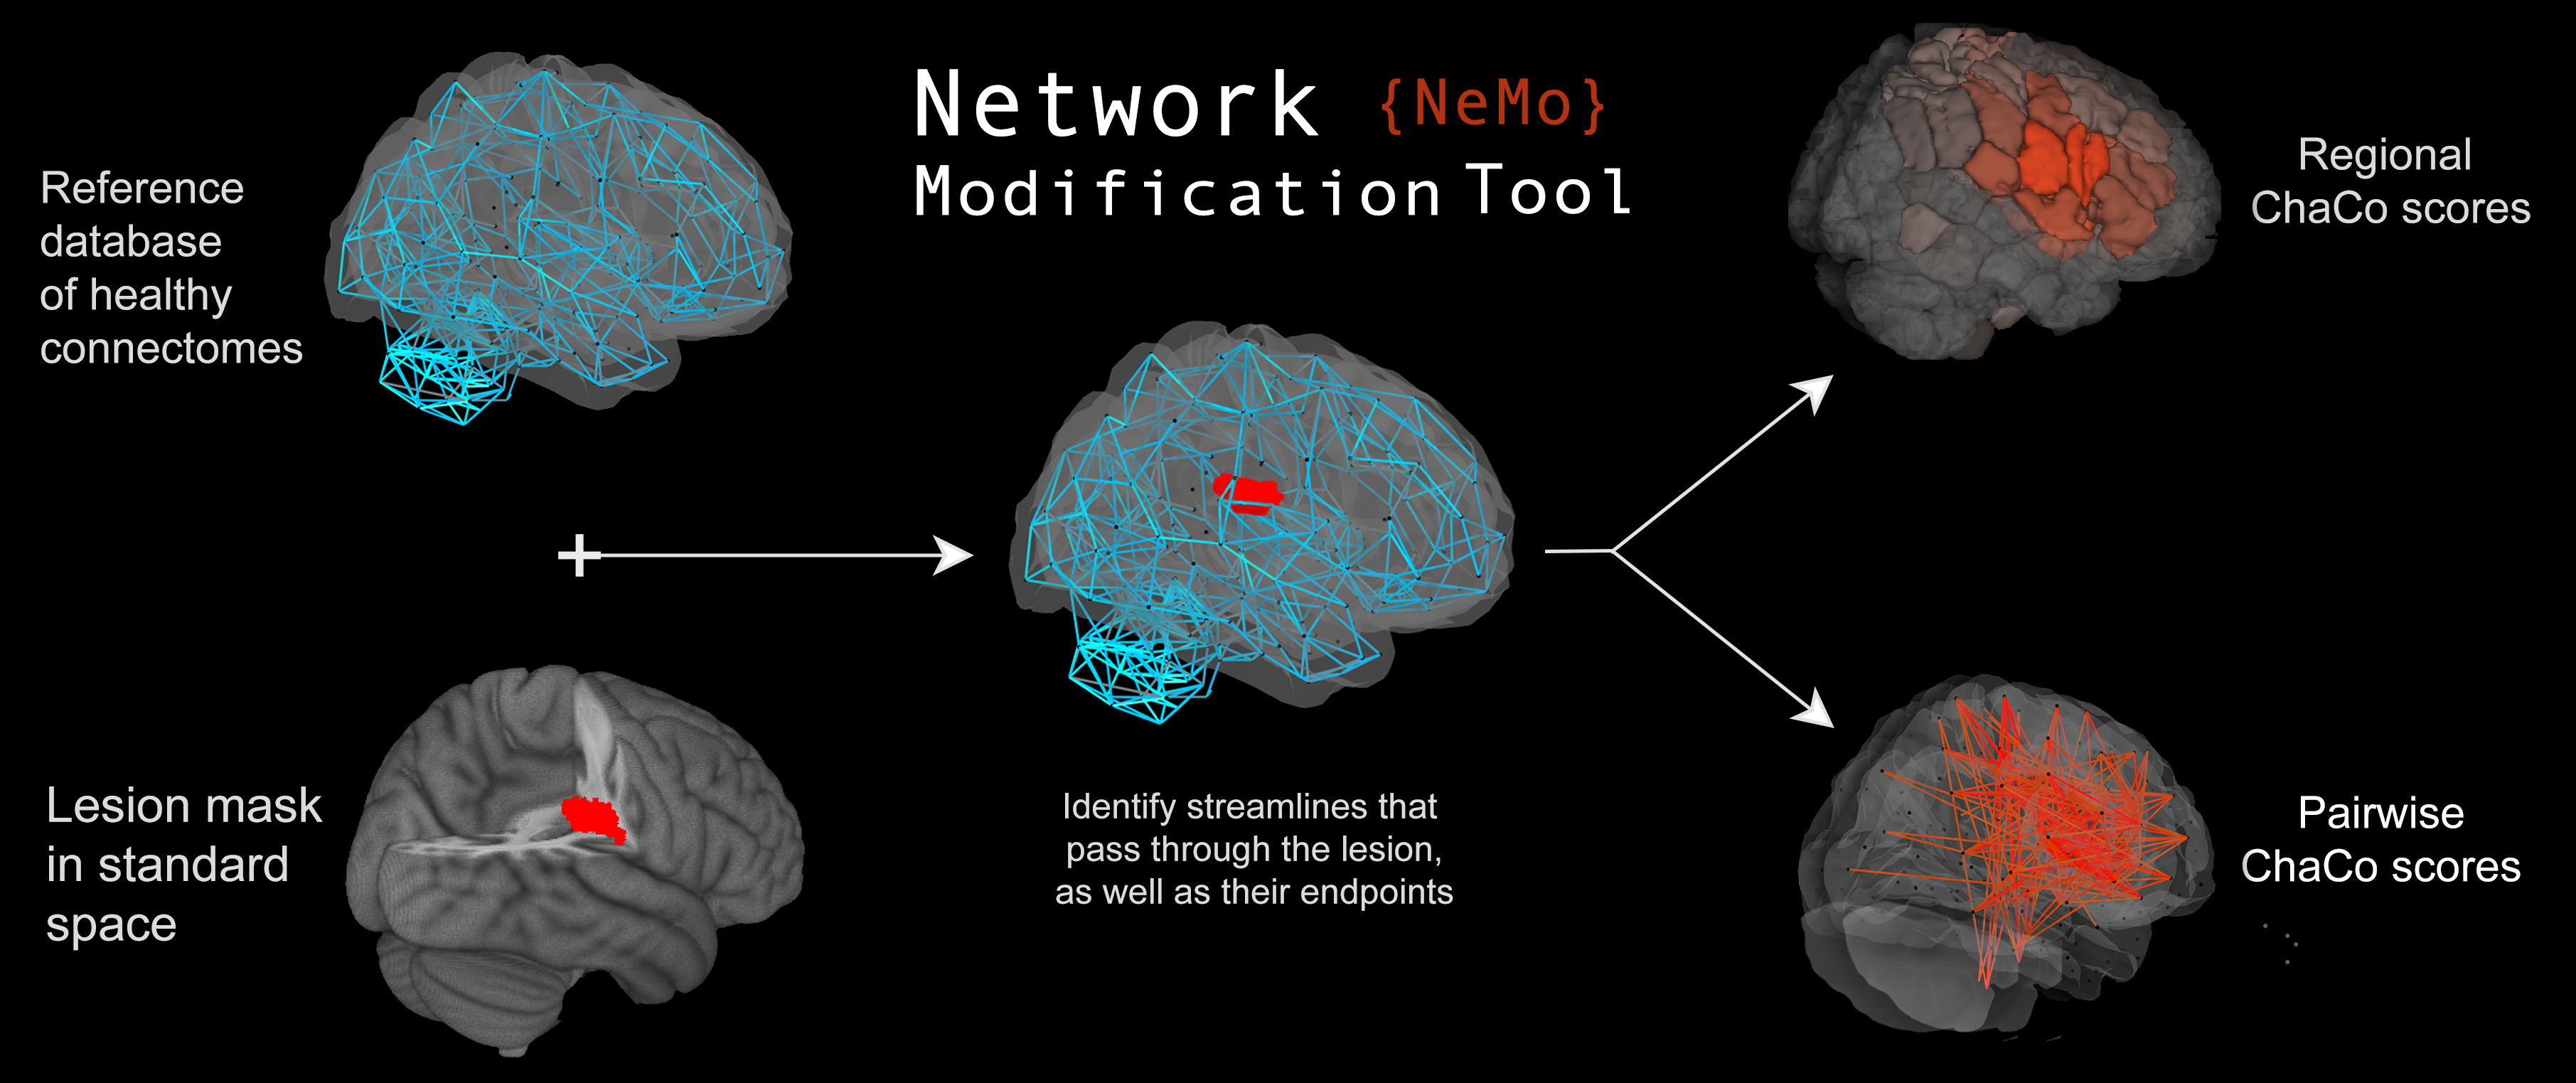 Network {NeMo}
Modification Tool
Reference
database
of healthy
connectomes
Regional
ChaCo scores
Lesion mask
in standard
space
Identify streamlines that
pass through the lesion,
as well as their endpoints
Pairwise
ChaCo scores